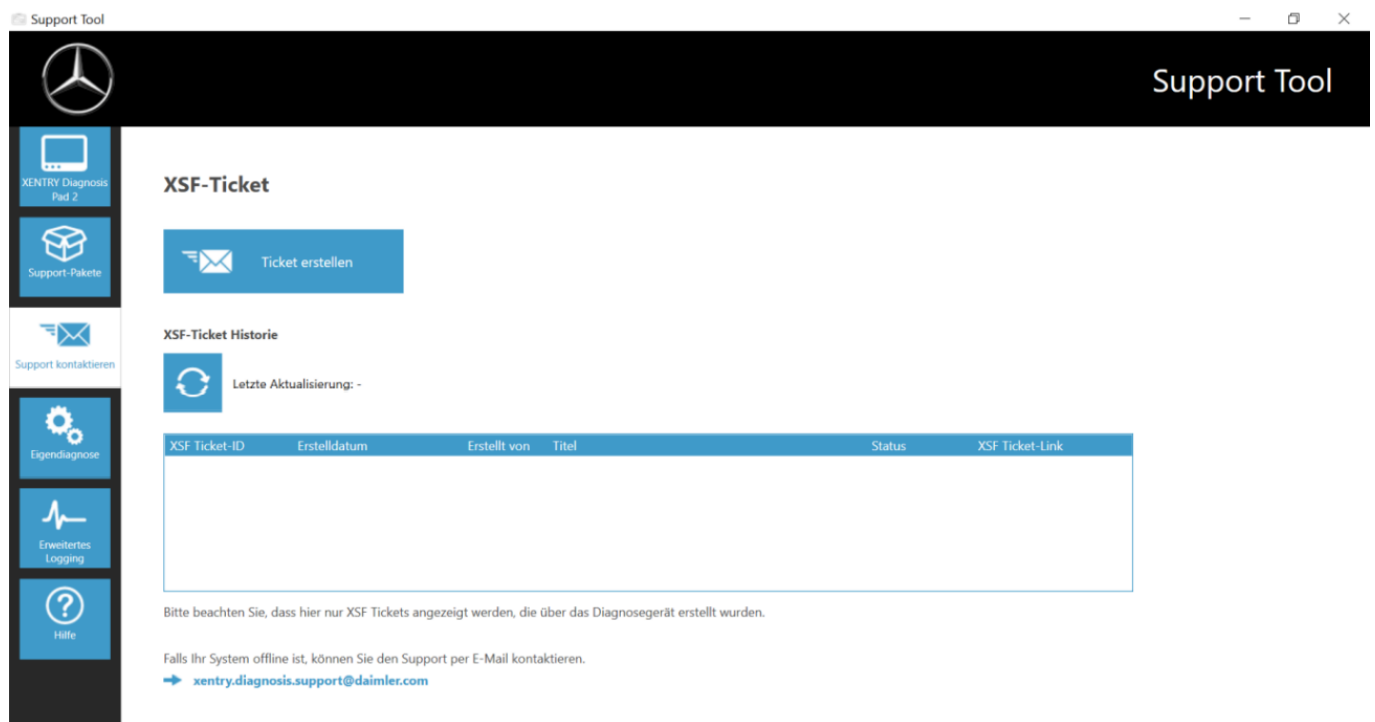 Support Tool
Support Tool
XENTRY Diagnosis
Pad 2
Support-Pakete
Support kontaktieren
Eigendiagnose
Erweitertes
Logging
Hilfe
XSF-Ticket
Ticket erstellen
XSF-Ticket Historie
Letzte Aktualisierung: -
XSF Ticket-ID Erstelldatum Erstellt von Titel Status XSF Ticket-Link
Bitte beachten Sie, dass hier nur XSF Tickets angezeigt werden, die über das Diagnosegerät erstellt wurden.
Falls Ihr System offline ist, können Sie den Support per E-Mail kontaktieren.
xentry.diagnosis.support@daimler.com